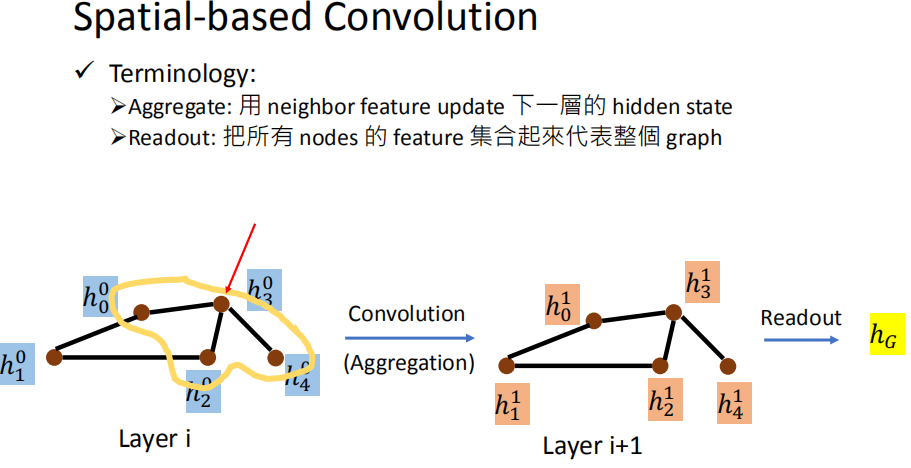 Spatial-based Convolution
✓ Terminology:
➢Aggregate: 用 neighbor feature update 下一層的 hidden state
➢Readout: 把所有 nodes 的 feature 集合起來代表整個 graph
h_0^0
h_3^0
h_1^0
h_2^0
h_4^0
Layer i
Convolution
(Aggregation)
h_0^1
h_3^1
h_1^1
h_2^1
h_4^1
Layer i+1
Readout
h_G